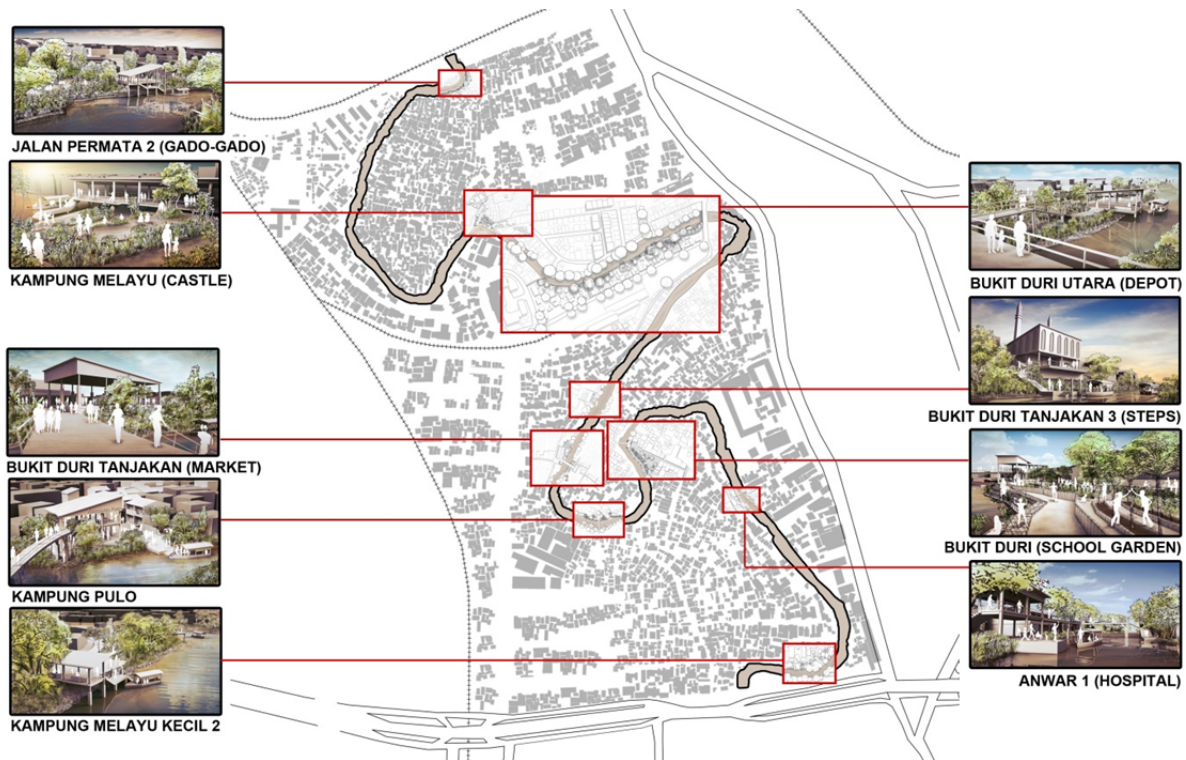 JALAN PERMATA 2 (GADO-GADO)
KAMPUNG MELAYU (CASTLE)
BUKIT DURI TANJAKAN (MARKET)
KAMPUNG PULO
KAMPUNG MELAYU KECIL 2
BUKIT DURI UTARA (DEPOT)
BUKIT DURI TANJAKAN 3 (STEPS)
BUKIT DURI (SCHOOL GARDEN)
ANWAR 1 (HOSPITAL)